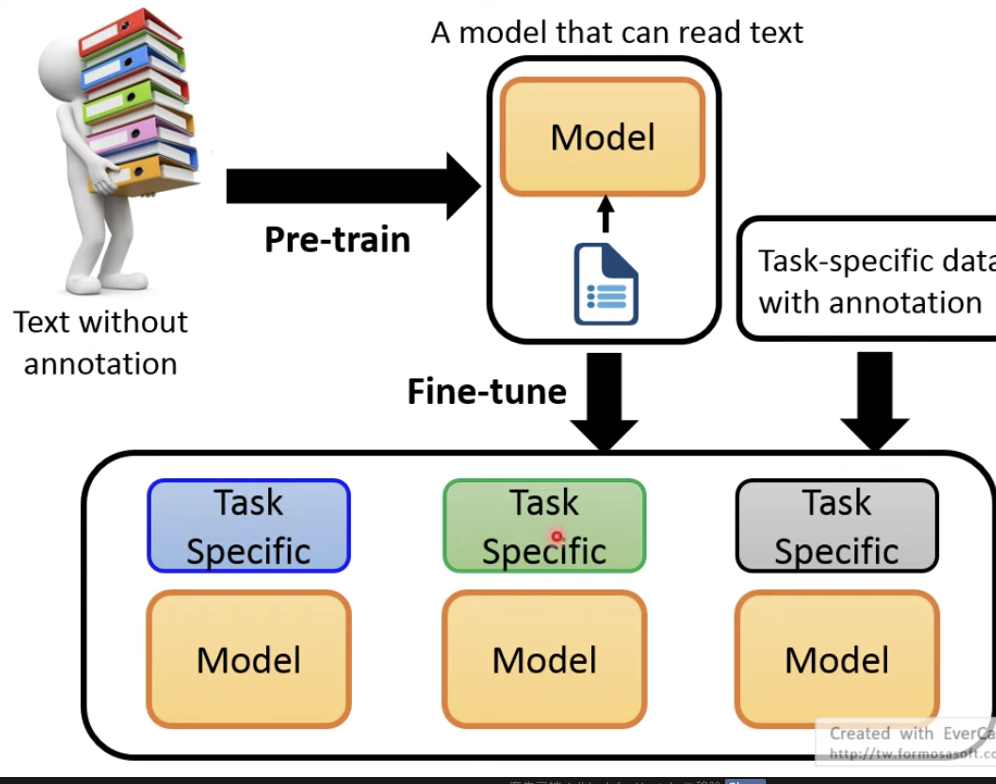 A model that can read text
Model
Pre-train
Text without
annotation
Task-specific data
with annotation
Fine-tune
Task
Specific
Task
Specific
Task
Specific
Model
Model
Model
Created with EverCa
http://tw.formosasoft.co